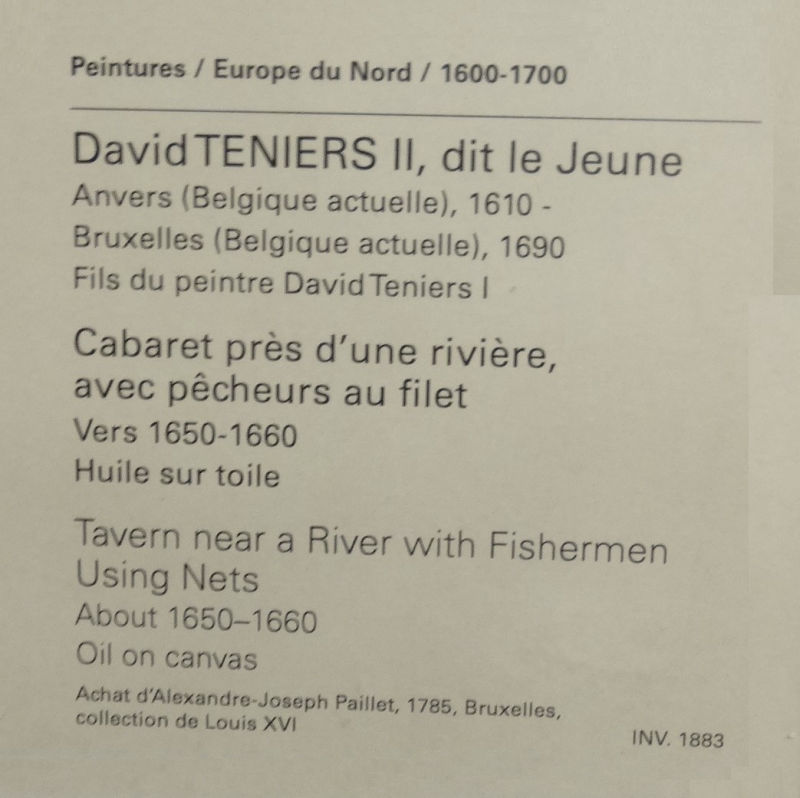 Peintures / Europe du Nord / 1600-1700
David TENIERS II, dit le Jeune
Anvers (Belgique actuelle), 1610 -
Bruxelles (Belgique actuelle), 1690
Fils du peintre David Teniers I
Cabaret près d'une rivière,
avec pêcheurs au filet
Vers 1650-1660
Huile sur toile
Tavern near a River with Fishermen
Using Nets
About 1650–1660
Oil on canvas
Achat d'Alexandre-Joseph Paillet, 1785, Bruxelles,
collection de Louis XVI
INV. 1883